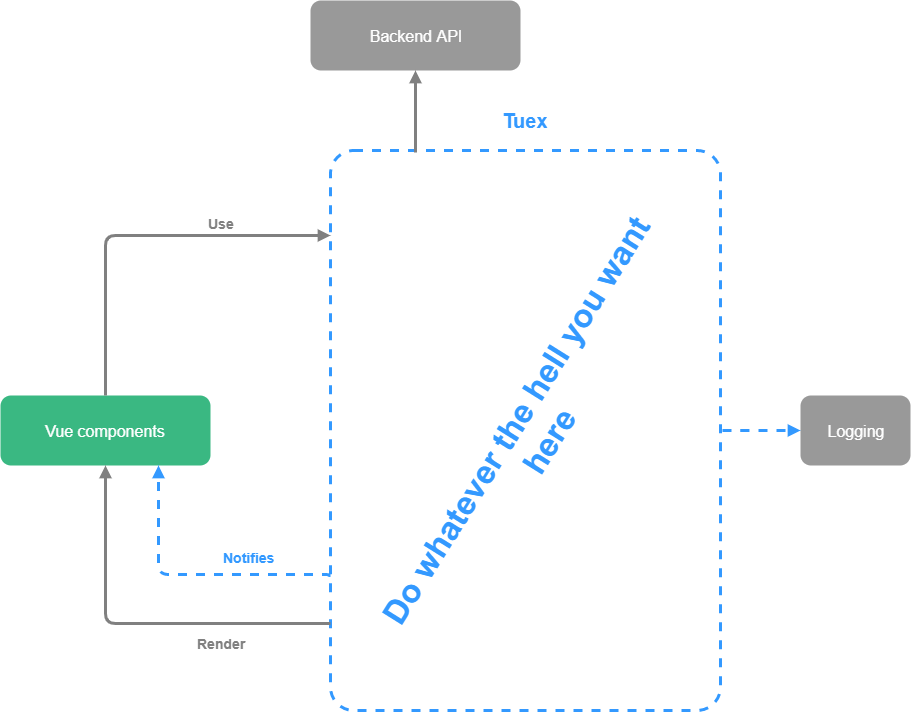 Backend API
Tuex
Use
Do whatever the hell you want
here
Vue components
Logging
Notifies
Render